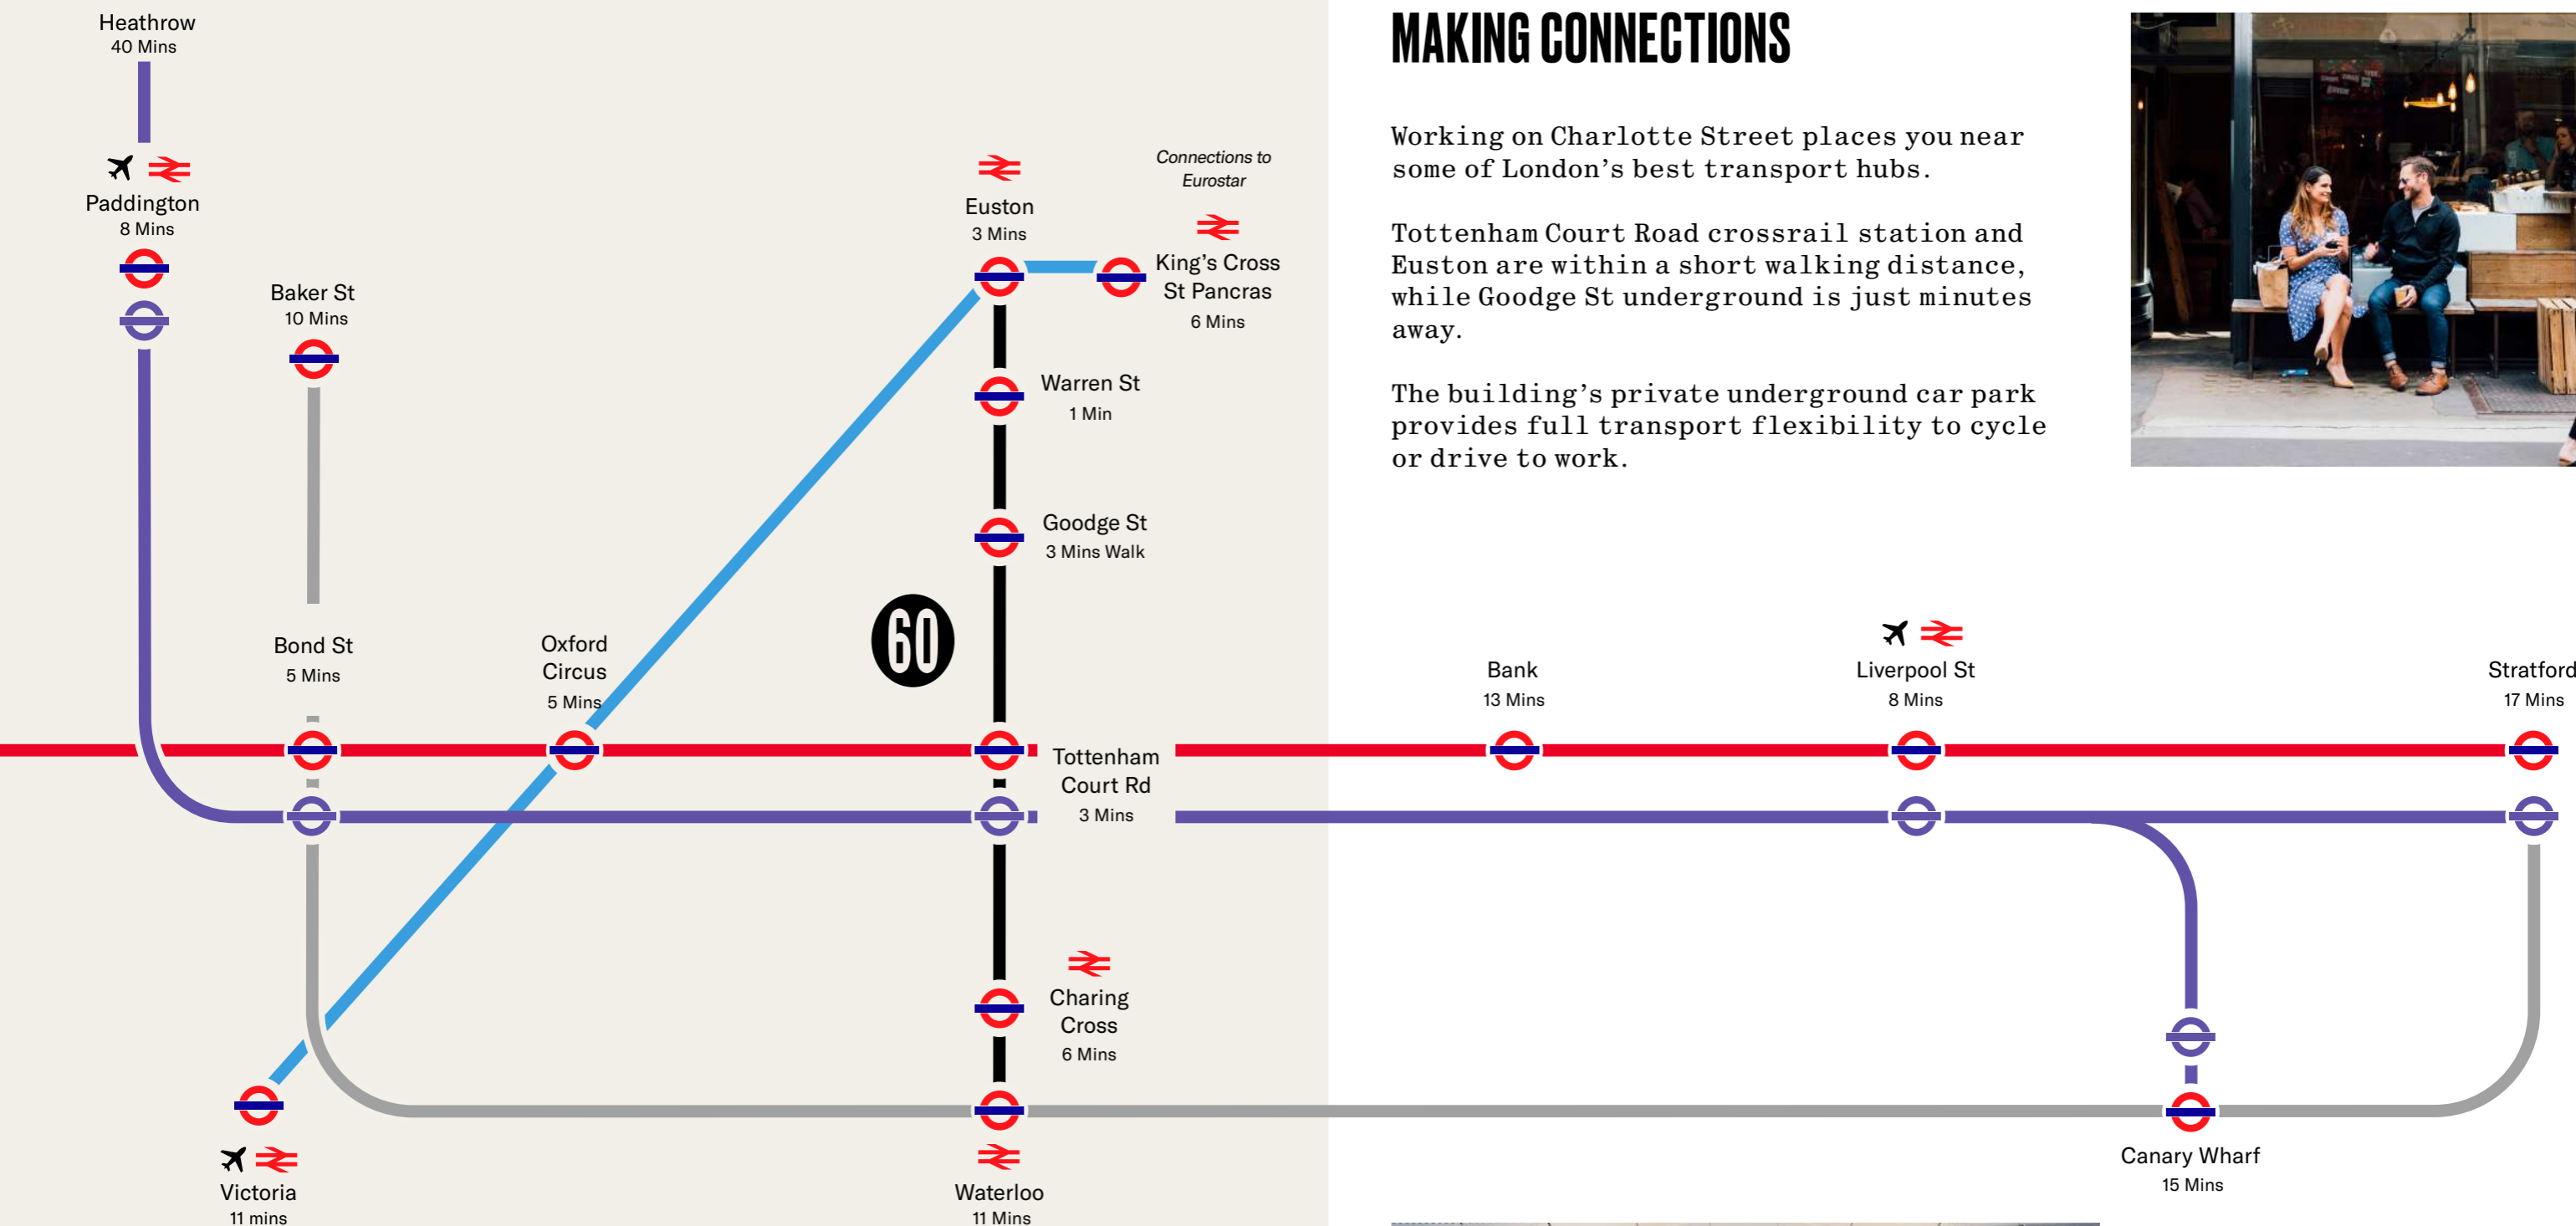 Heathrow
40 Mins
Paddington
8 Mins
Baker St
10 Mins
Euston
3 Mins
Connections to
Eurostar
King's Cross
St Pancras
6 Mins
Warren St
1 Min
Goodge St
3 Mins Walk
60
Bond St
5 Mins
Oxford
Circus
5 Mins
Tottenham
Court Rd
3 Mins
Charing
Cross
6 Mins
Victoria
11 mins
Waterloo
11 Mins
MAKING CONNECTIONS
Working on Charlotte Street places you near
some of London's best transport hubs.
Tottenham Court Road crossrail station and
Euston are within a short walking distance,
while Goodge St underground is just minutes
away.
The building's private underground car park
provides full transport flexibility to cycle
or drive to work.
Bank
13 Mins
Liverpool St
8 Mins
Stratford
17 Mins
Canary Wharf
15 Mins